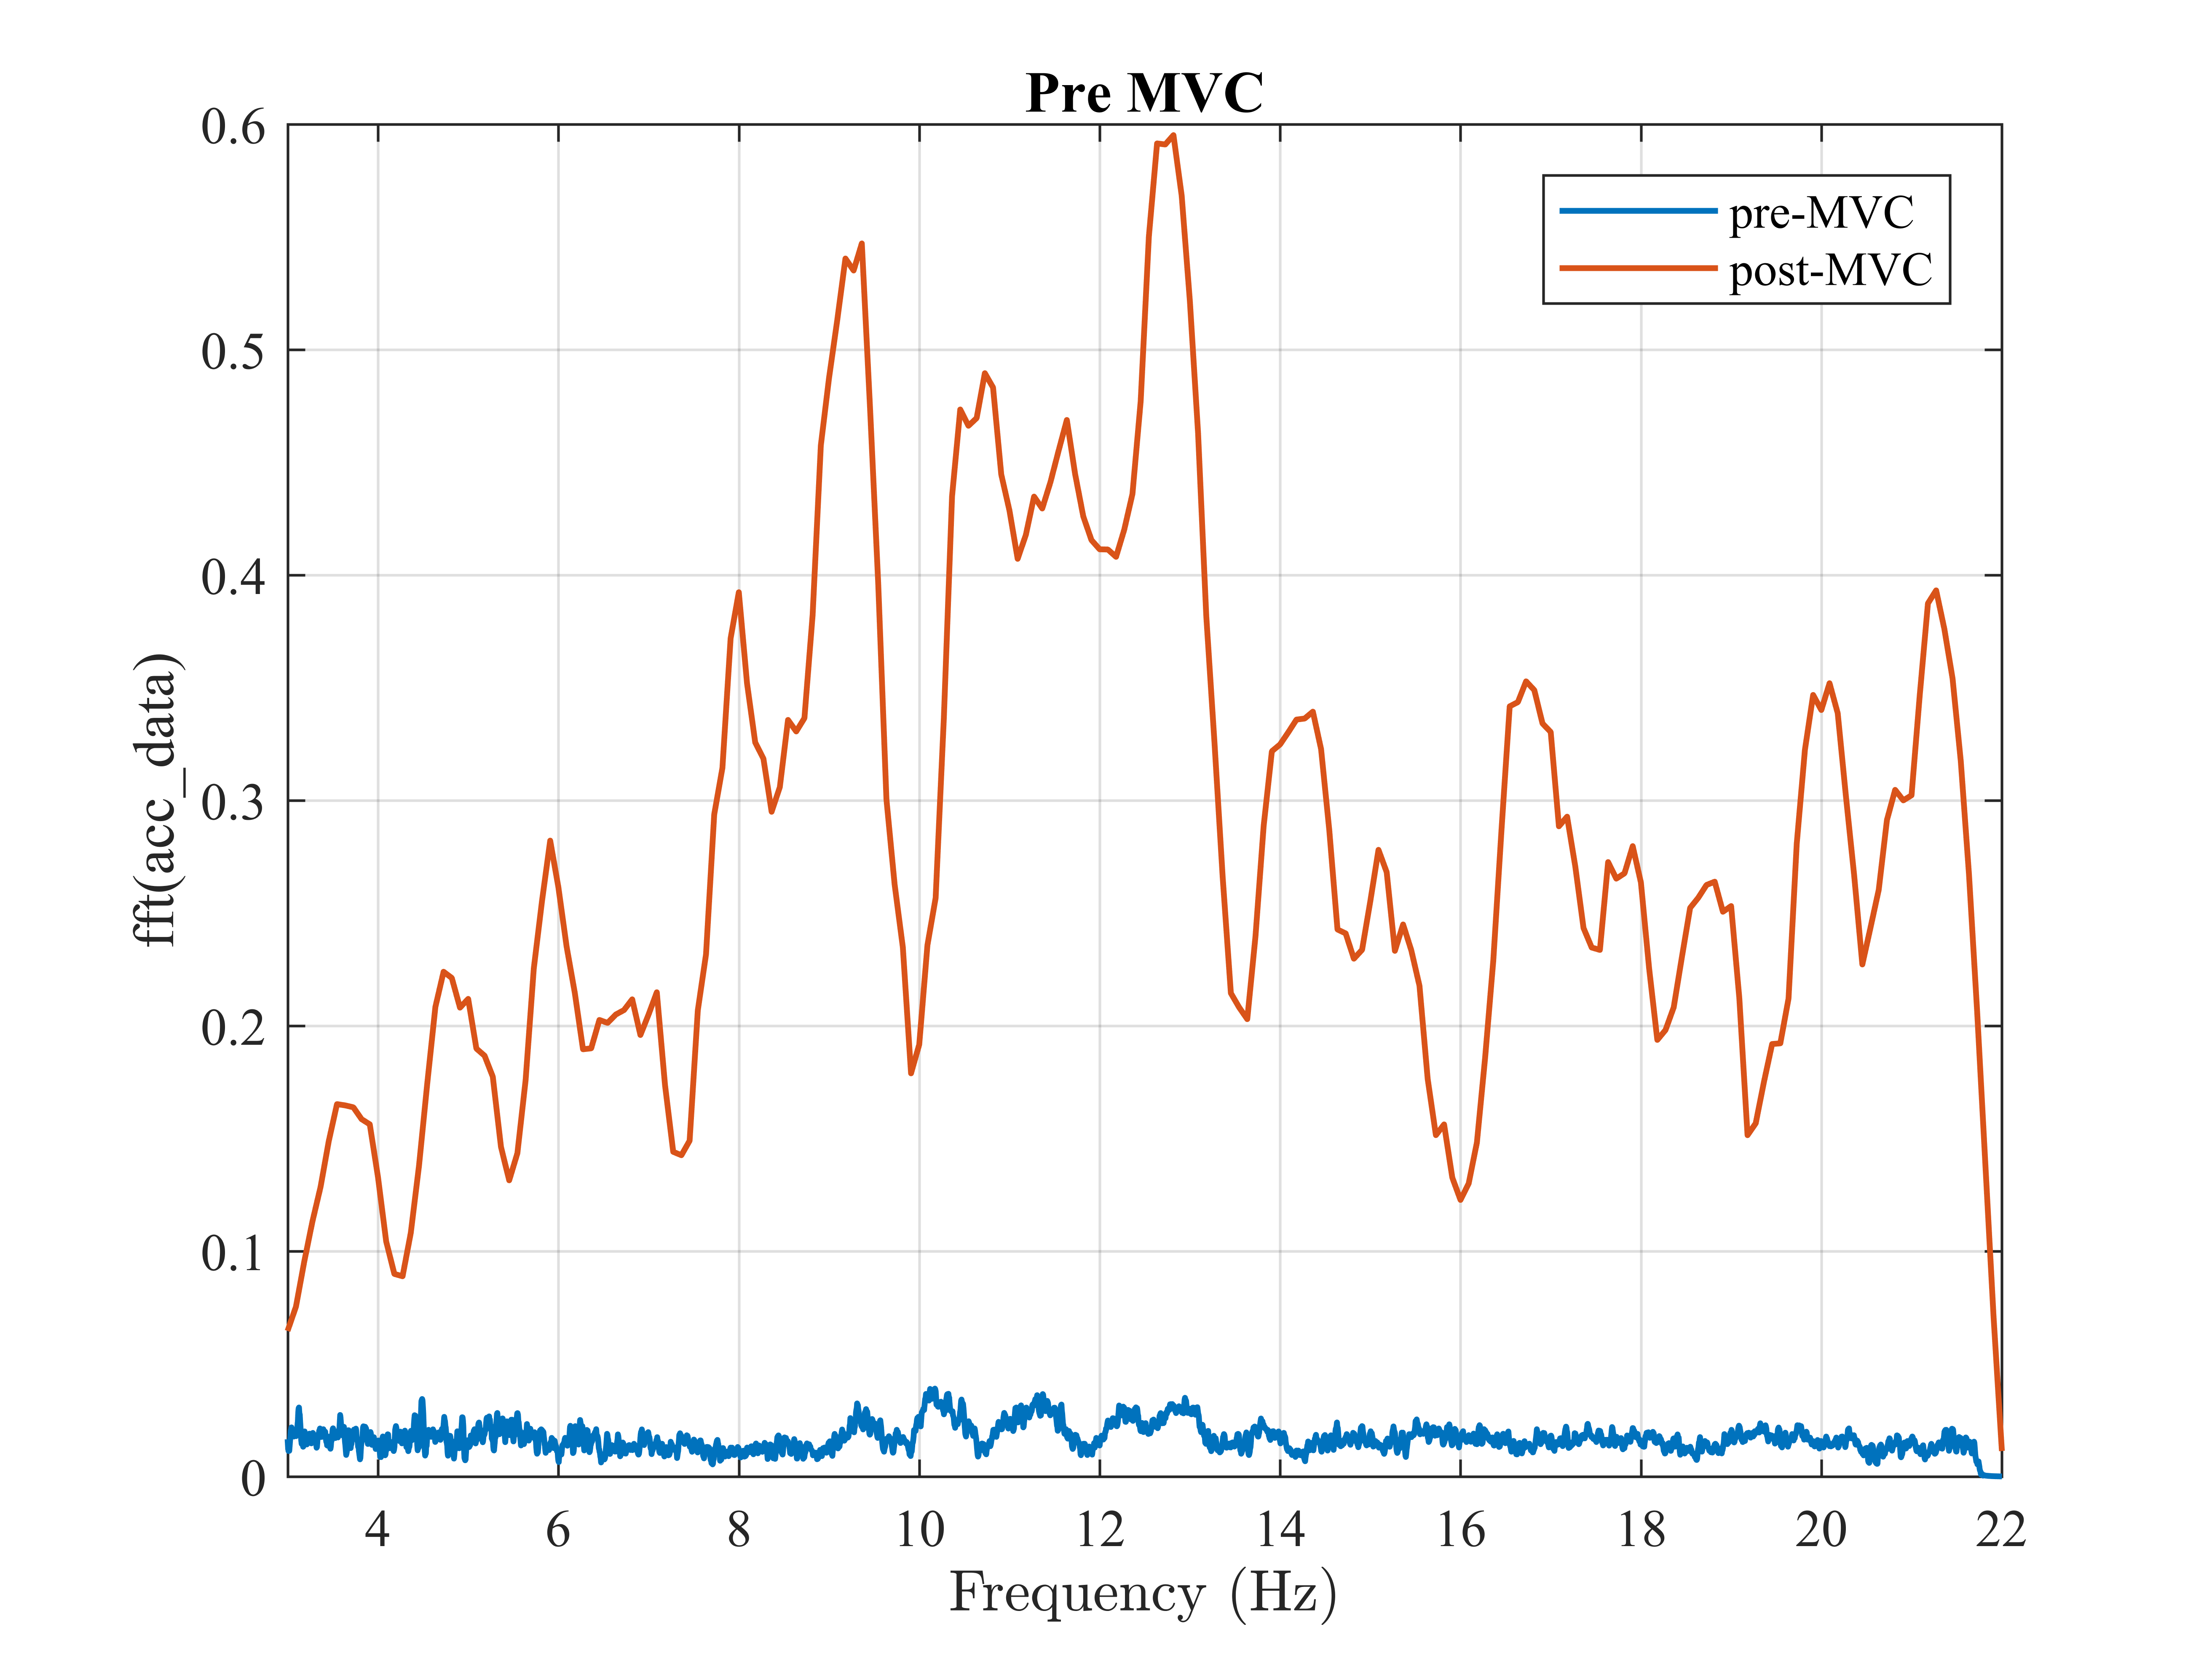 Pre MVC
0.6
0.5
0.4
0.3
0.2
0.1
0
fft(acc_data)
pre-MVC
post-MVC
4 6 8 10 12 14 16 18 20 22
Frequency (Hz)